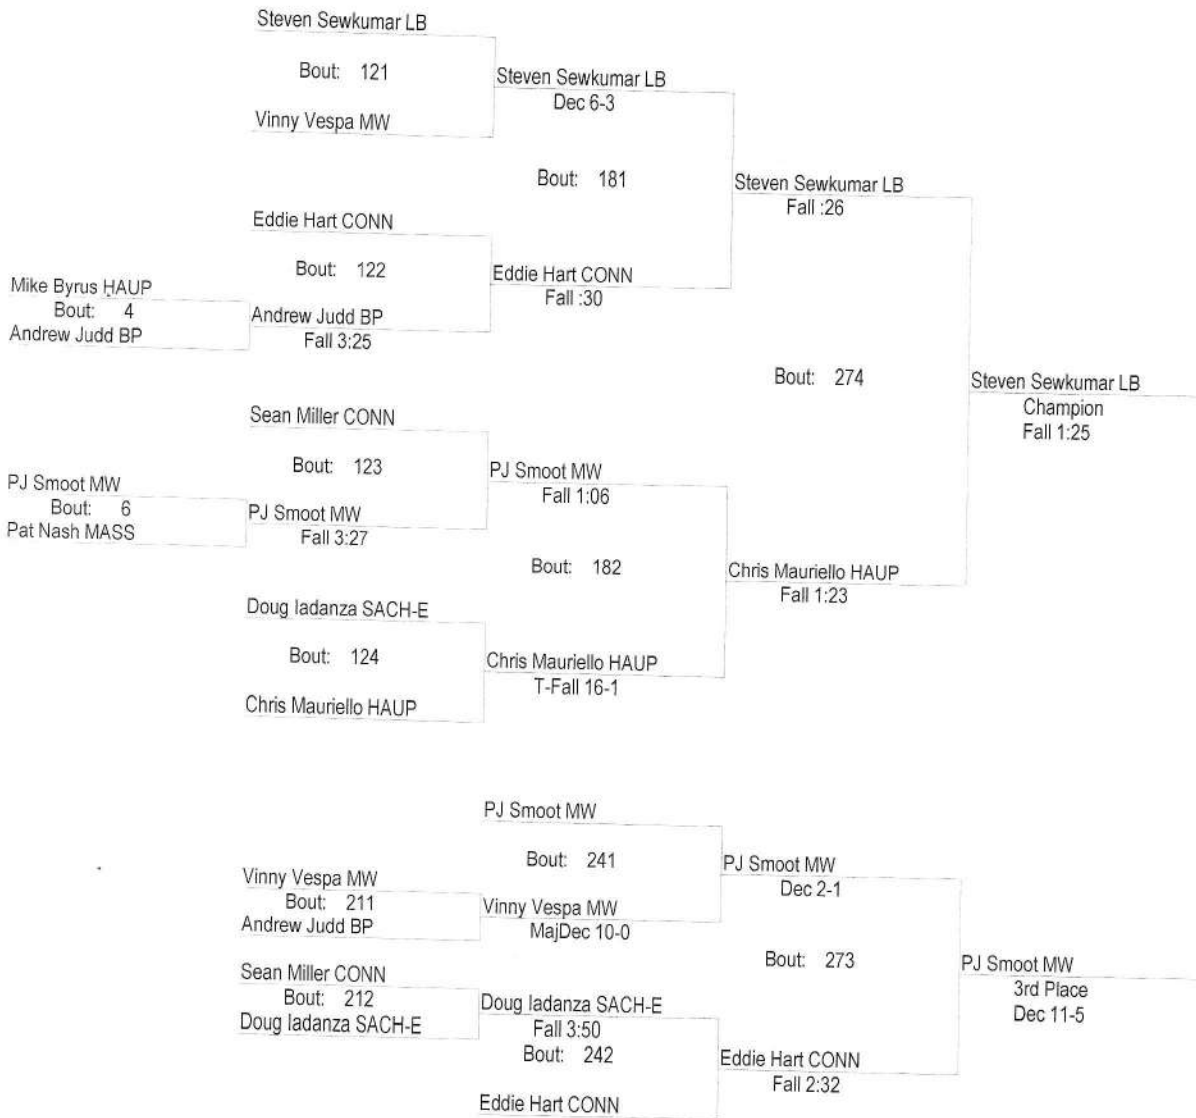 Steven Sewkumar LB
Bout: 121
Steven Sewkumar LB
Dec 6-3
Vinny Vespa MW
Bout: 181
Steven Sewkumar LB
Fall :26
Eddie Hart CONN
Bout: 122
Eddie Hart CONN
Fall :30
Mike Byrus HAUP
Bout: 4
Andrew Judd BP
Andrew Judd BP
Fall 3:25
Bout: 274
Steven Sewkumar LB
Champion
Fall 1:25
Sean Miller CONN
Bout: 123
PJ Smoot MW
Fall 1:06
PJ Smoot MW
Bout: 6
Pat Nash MASS
PJ Smoot MW
Fall 3:27
Bout: 182
Chris Mauriello HAUP
Fall 1:23
Doug Iadanza SACH-E
Bout: 124
Chris Mauriello HAUP
T-Fall 16-1
Chris Mauriello HAUP
PJ Smoot MW
Bout: 241
PJ Smoot MW
Dec 2-1
Vinny Vespa MW
Bout: 211
Andrew Judd BP
Vinny Vespa MW
MajDec 10-0
Bout: 273
PJ Smoot MW
3rd Place
Dec 11-5
Sean Miller CONN
Bout: 212
Doug Iadanza SACH-E
Doug Iadanza SACH-E
Fall 3:50
Bout: 242
Eddie Hart CONN
Fall 2:32
Eddie Hart CONN